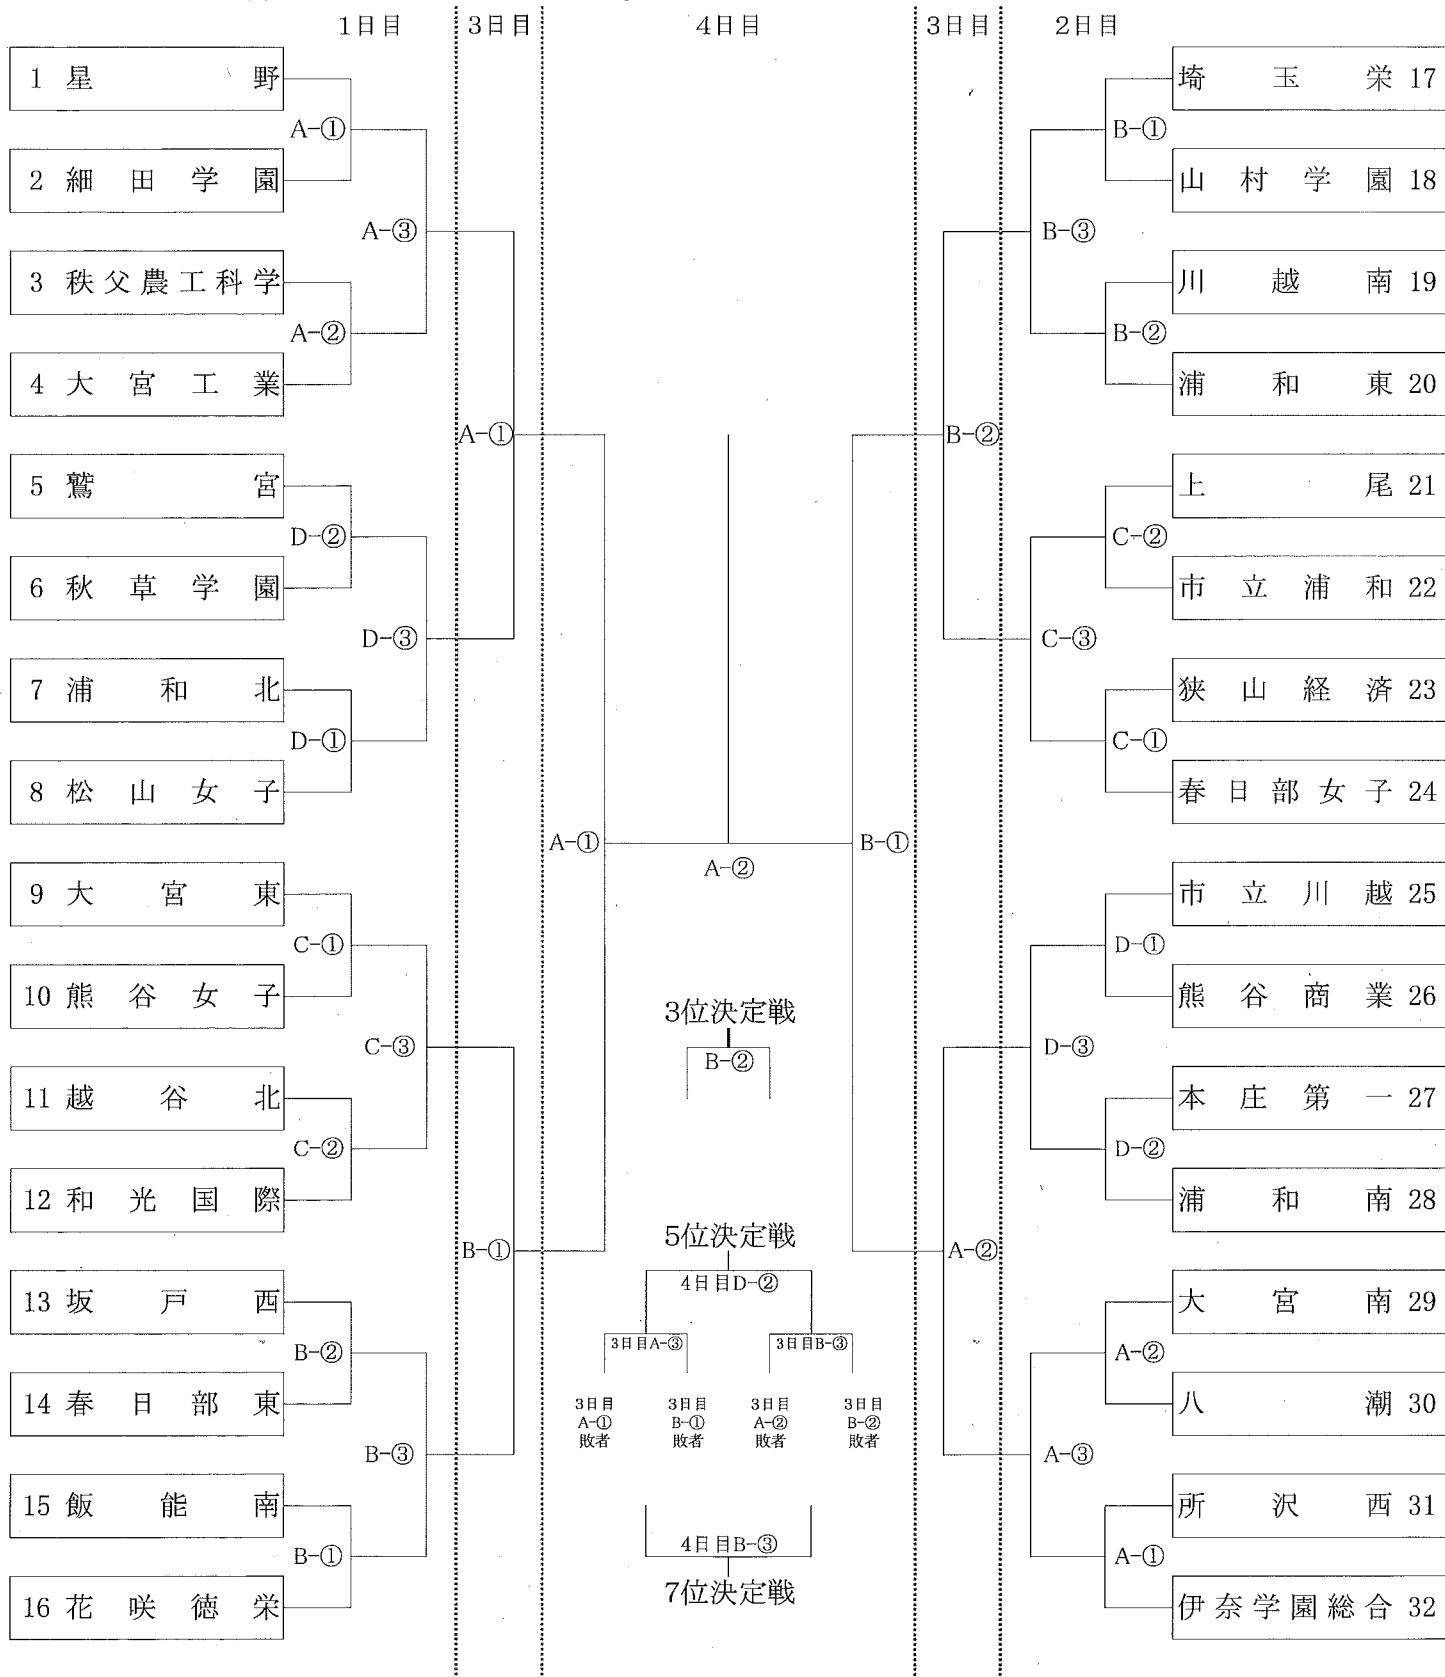 1日目 3日目 4日目 3日目 2日目
1 星野
A-①
2 細田学園
A-③
3 秩父農工科学
A-②
4 大宮工業
A-①
5 鷲宮
D-②
6 秋草学園
D-③
7 浦和北
D-①
8 松山女子
A-①
9 大宮東
C-①
10 熊谷女子
C-③
11 越谷北
C-②
12 和光国際
B-①
13 坂戸西
B-②
14 春日部東
B-③
15 飯能南
B-①
16 花咲徳栄
A-②
3位決定戦
B-②
5位決定戦
4日目D-②
3日目A-③ 3日目B-③
3日目 3日目 3日目 3日目
A-① B-① A-② B-②
敗者 敗者 敗者 敗者
4日目B-③
7位決定戦
埼玉栄 17
B-①
山村学園 18
B-③
川越南 19
B-②
浦和東 20
B-②
上尾 21
C-②
市立浦和 22
C-③
狭山経済 23
C-①
春日部女子 24
B-①
市立川越 25
D-①
熊谷商業 26
D-③
本庄第一 27
D-②
浦和南 28
A-②
大宮南 29
A-②
八潮 30
A-③
所沢西 31
A-①
伊奈学園総合 32